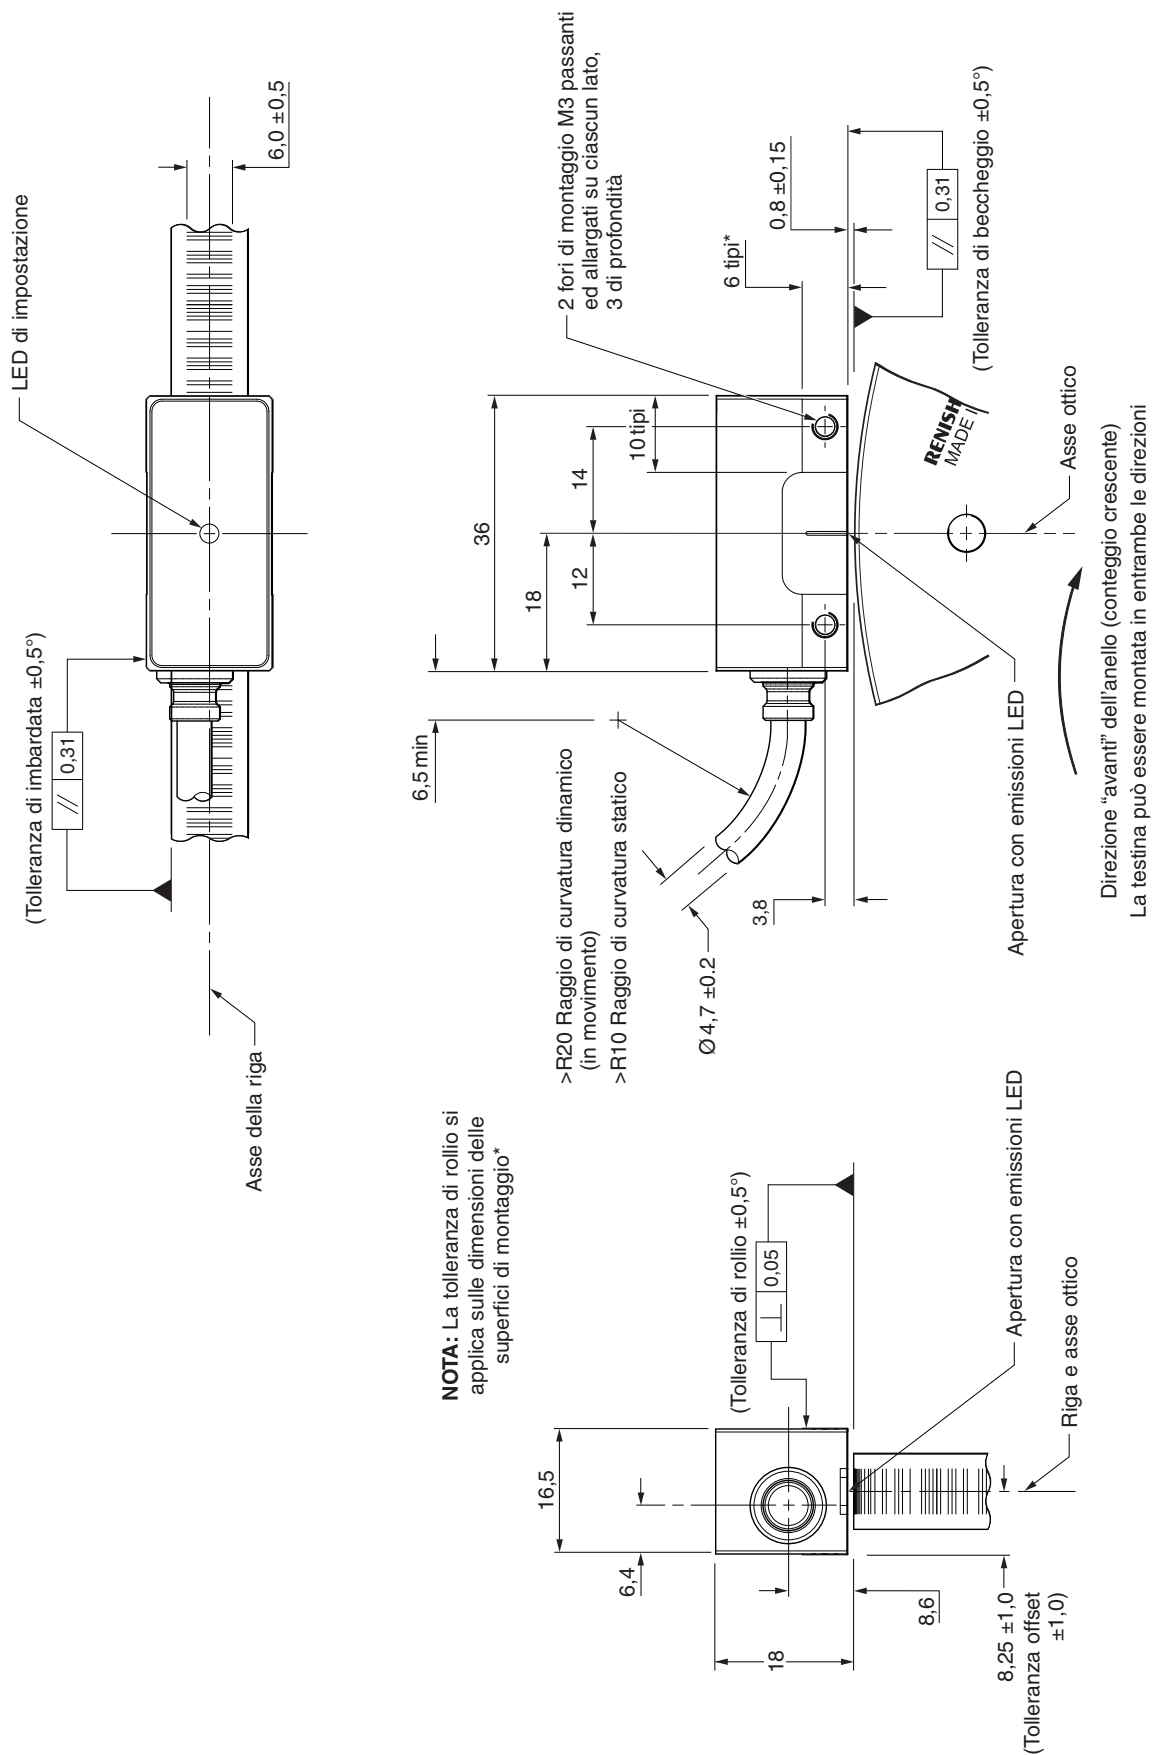 (Tolleranza di imbardata ±0,5°)
// 0,31
LED di impostazione
6,0 ±0,5
Asse della riga
6,5 min
36
18
14
12
10 tipi
6 tipi*
0,8 ±0,15
2 fori di montaggio M3 passanti
ed allargati su ciascun lato,
3 di profondità
>R20 Raggio di curvatura dinamico
(in movimento)
>R10 Raggio di curvatura statico
Ø 4,7 ±0.2
3,8
// 0,31
(Tolleranza di beccheggio ±0,5°)
RENISH
MADE I
Asse ottico
Apertura con emissioni LED
Direzione “avanti” dell’anello (conteggio crescente)
La testina può essere montata in entrambe le direzioni
NOTA: La tolleranza di rollio si
applica sulle dimensioni delle
superfici di montaggio*
16,5
6,4
18
8,6
(Tolleranza di rollio ±0,5°)
⊥ 0,05
Apertura con emissioni LED
Riga e asse ottico
8,25 ±1,0
(Tolleranza offset
±1,0)